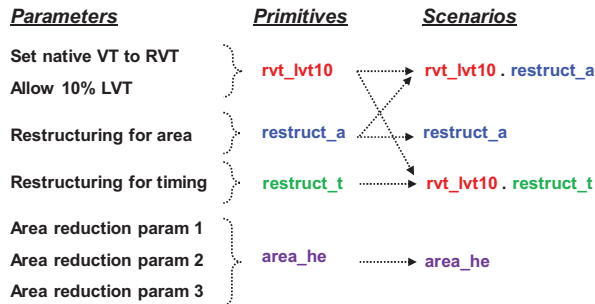 Parameters Primitives Scenarios
Set native VT to RVT
Allow 10% LVT
rvt_lvt10 rvt_lvt10 . restruct_a
Restructuring for area restruct_a restruct_a
Restructuring for timing restruct_t rvt_lvt10 . restruct_t
Area reduction param 1
Area reduction param 2 area_he area_he
Area reduction param 3